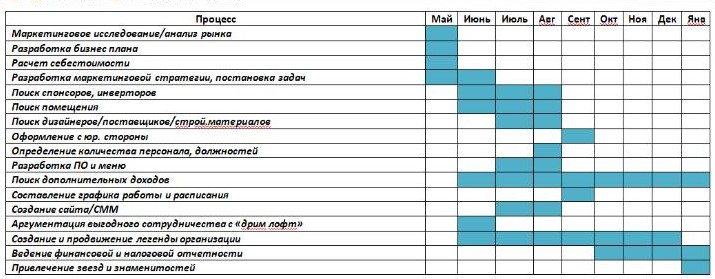 Процесс Май Июнь Июль Авг Сент Окт Ноя Дек Янв
Маркетинговое исследование/анализ рынка
Разработка бизнес плана
Расчет себестоимости
Разработка маркетинговой стратегии, постановка задач
Поиск спонсоров, инверторов
Поиск помещения
Поиск дизайнеров/поставщиков/строй.материалов
Оформление с юр. стороны
Определение количества персонала, должностей
Разработка ПО и меню
Поиск дополнительных доходов
Составление графика работы и расписания
Создание сайта/СММ
Аргументация выгодного сотрудничества с «дрим лофт»
Создание и продвижение легенды организации
Ведение финансовой и налоговой отчетности
Привлечение звезд и знаменитостей